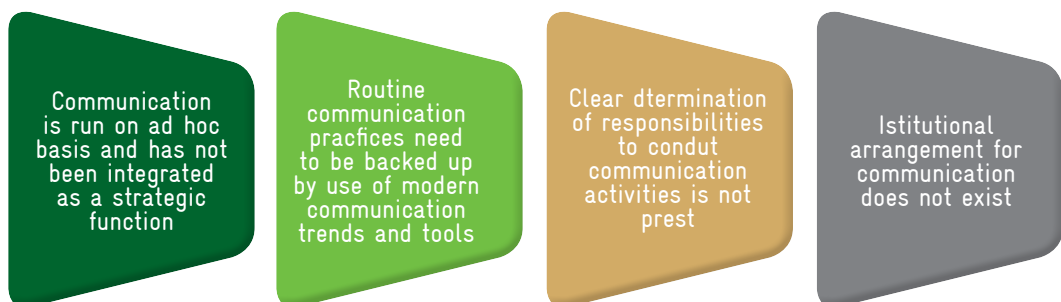 Communication
is run on ad hoc
basis and has not
been integrated
as a strategic
function
Routine
communication
pracfices need
to be backed up
by use of modern
communication
trends and tools
Clear dtermination
of responsibilities
to condut
communication
activities is not
prest
Istitutional
arrangement for
communication
does not exist